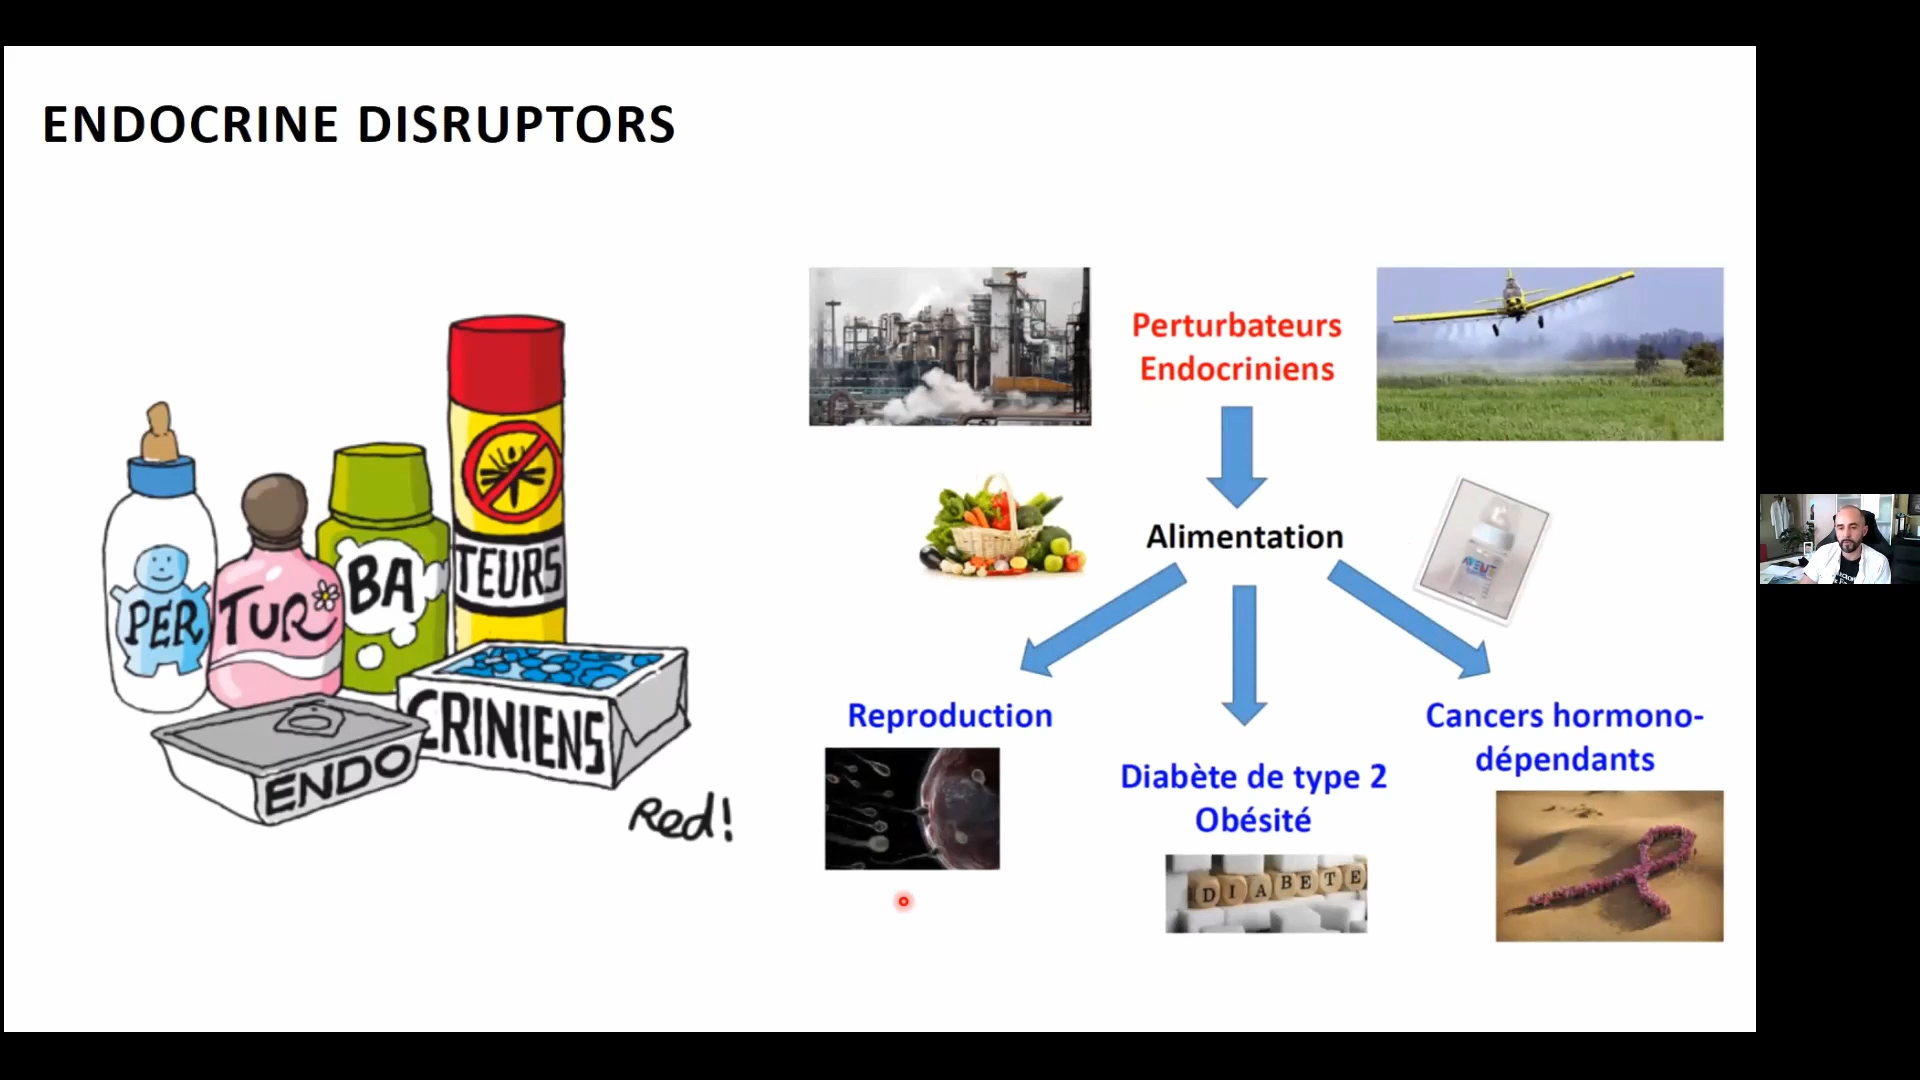 ENDOCRINE DISRUPTORS
PER
TUR
BA
TEURS
ENDO
CRINIENS
Red!
Perturbateurs
Endocriniens
Alimentation
AVENT
Reproduction
Diabète de type 2
Obésité
DIABETE
Cancers hormono-
dépendants